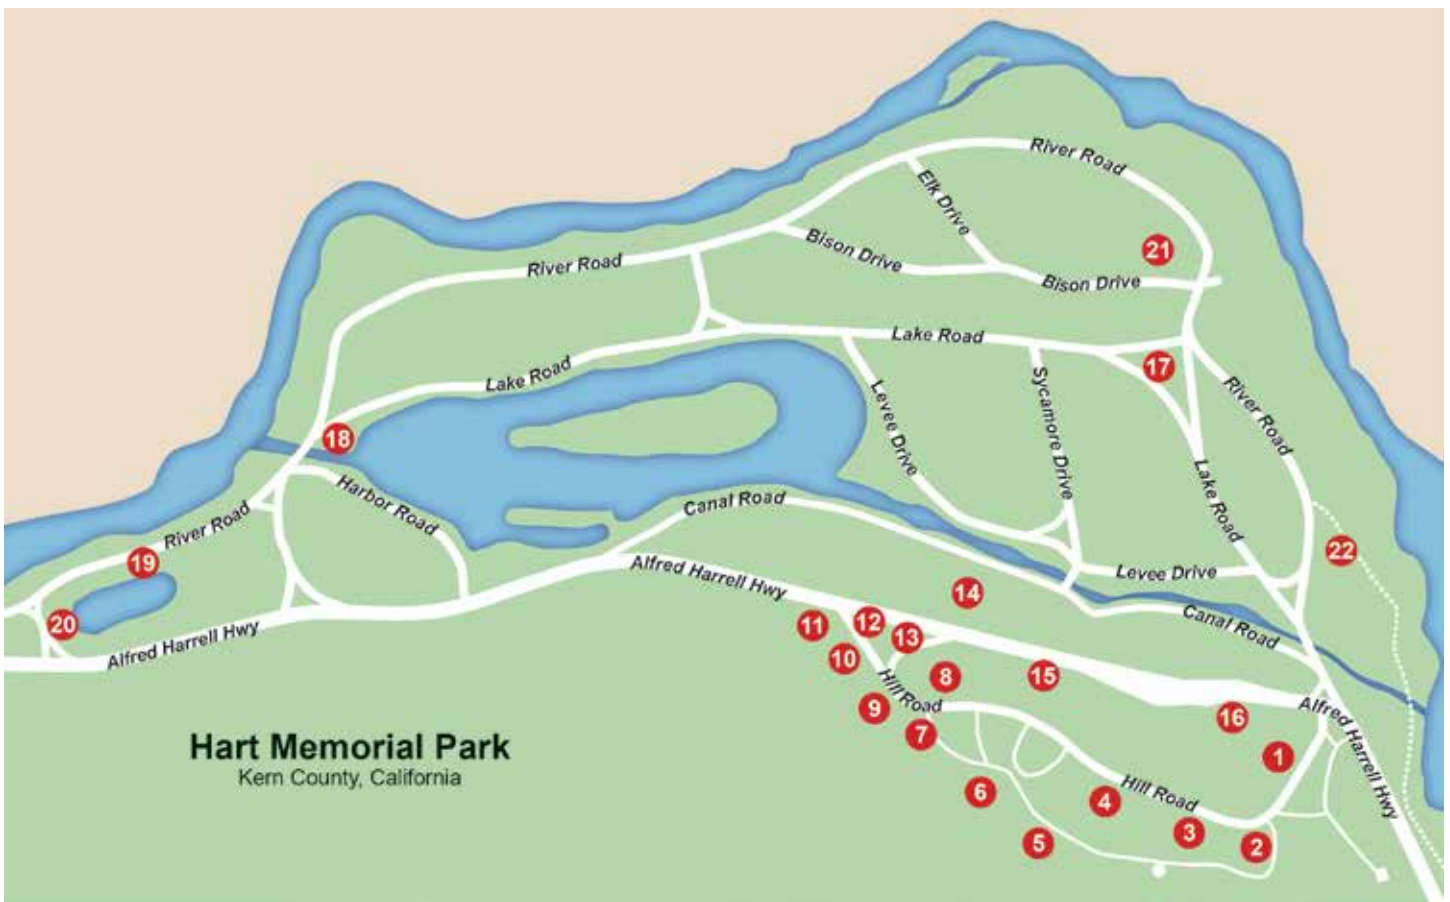 River Road
Elk Drive
Bison Drive
21
River Road
Bison Drive
Lake Road
17
Lake Road
Levee Drive
Sycamore Drive
River Road
18
Harbor Road
Canal Road
Lake Road
River Road
19
22
Alfred Harrell Hwy
Levee Drive
14
20
Alfred Harrell Hwy
11
12
13
Canal Road
10
8
15
Hill Road
9
7
16
Alfred Harrell Hwy
Hart Memorial Park
Kern County, California
1
6
4
Hill Road
3
5
2